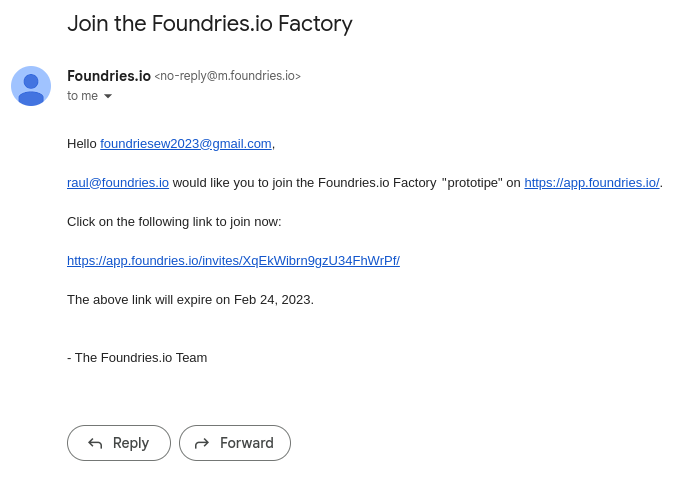 Join the Foundries.io Factory
Foundries.io <no-reply@m.foundries.io>
to me
Hello foundriesew2023@gmail.com,
raul@foundries.io would like you to join the Foundries.io Factory "prototipe" on https://app.foundries.io/.
Click on the following link to join now:
https://app.foundries.io/invites/XqEkWibrn9gzU34FhWrPf/
The above link will expire on Feb 24, 2023.
- The Foundries.io Team
Reply Forward